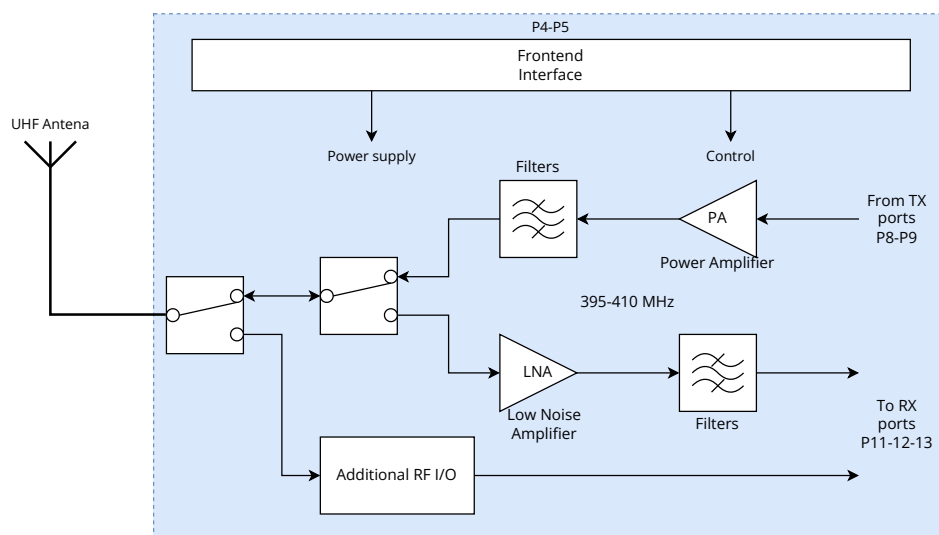 P4-P5
Frontend
Interface
UHF Antena
Power supply
Control
Filters
PA
From TX
ports
P8-P9
Power Amplifier
395-410 MHz
LNA
Low Noise
Amplifier
Filters
To RX
ports
P11-12-13
Additional RF I/O